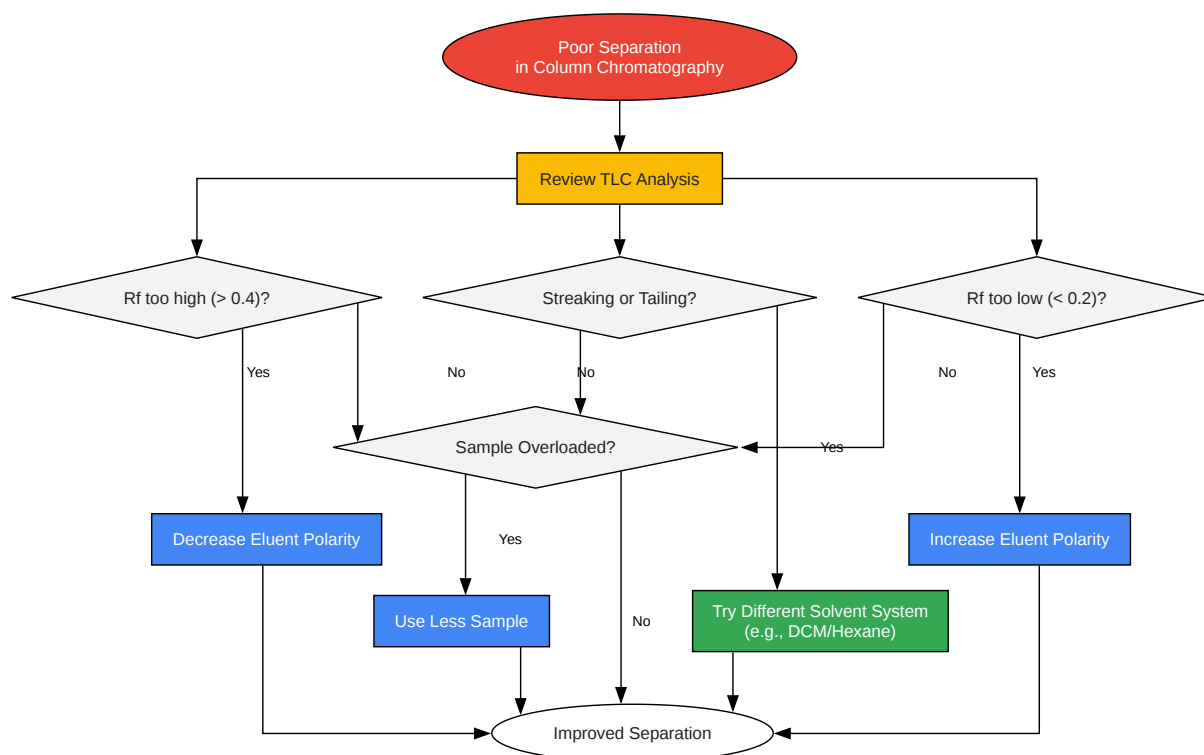 Poor Separation
in Column Chromatography
Review TLC Analysis
Rf too high (> 0.4)?
Streaking or Tailing?
Rf too low (< 0.2)?
Yes
No
No
No
Yes
Sample Overloaded?
Yes
Decrease Eluent Polarity
Yes
Increase Eluent Polarity
Use Less Sample
No
Try Different Solvent System
(e.g., DCM/Hexane)
Improved Separation